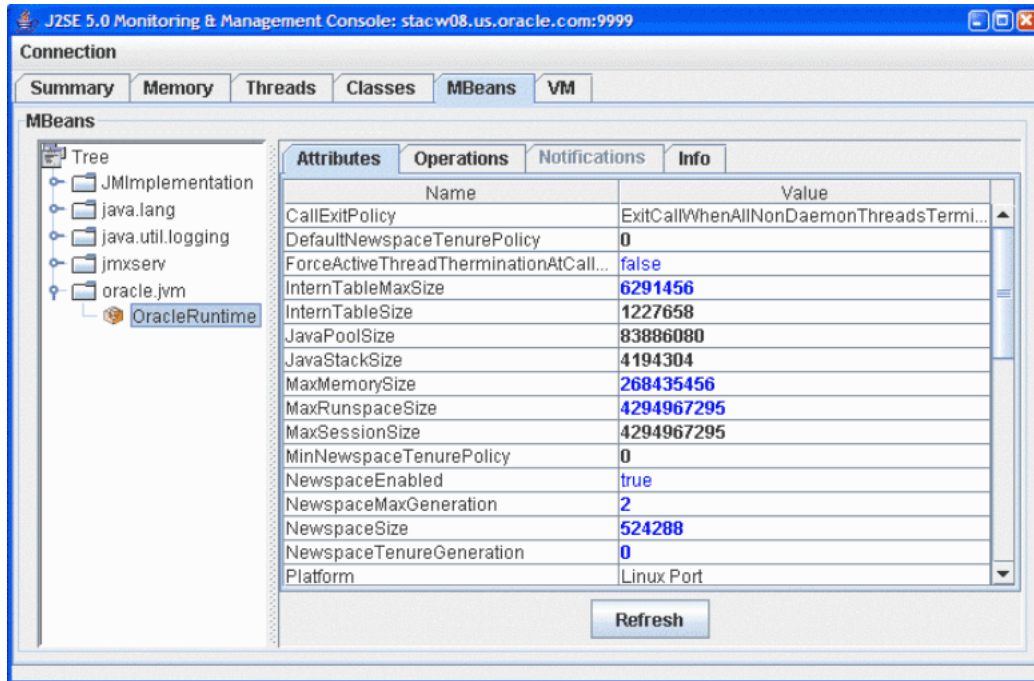 J2SE 5.0 Monitoring & Management Console: stacw08.us.oracle.com:9999
Connection
Summary Memory Threads Classes MBeans VM
MBeans
Tree
JMImplementation
java.lang
java.util.logging
jmxserv
oracle.jvm
OracleRuntime
Attributes Operations Notifications Info
Name Value
CallExitPolicy ExitCallWhenAllNonDaemonThreadsTermi...
DefaultNewspaceTenurePolicy 0
ForceActiveThreadTherminationAtCall... false
InternTableMaxSize 6291456
InternTableSize 1227658
JavaPoolSize 83886080
JavaStackSize 4194304
MaxMemorySize 268435456
MaxRunspaceSize 4294967295
MaxSessionSize 4294967295
MinNewspaceTenurePolicy 0
NewspaceEnabled true
NewspaceMaxGeneration 2
NewspaceSize 524288
NewspaceTenureGeneration 0
Platform Linux Port
Refresh